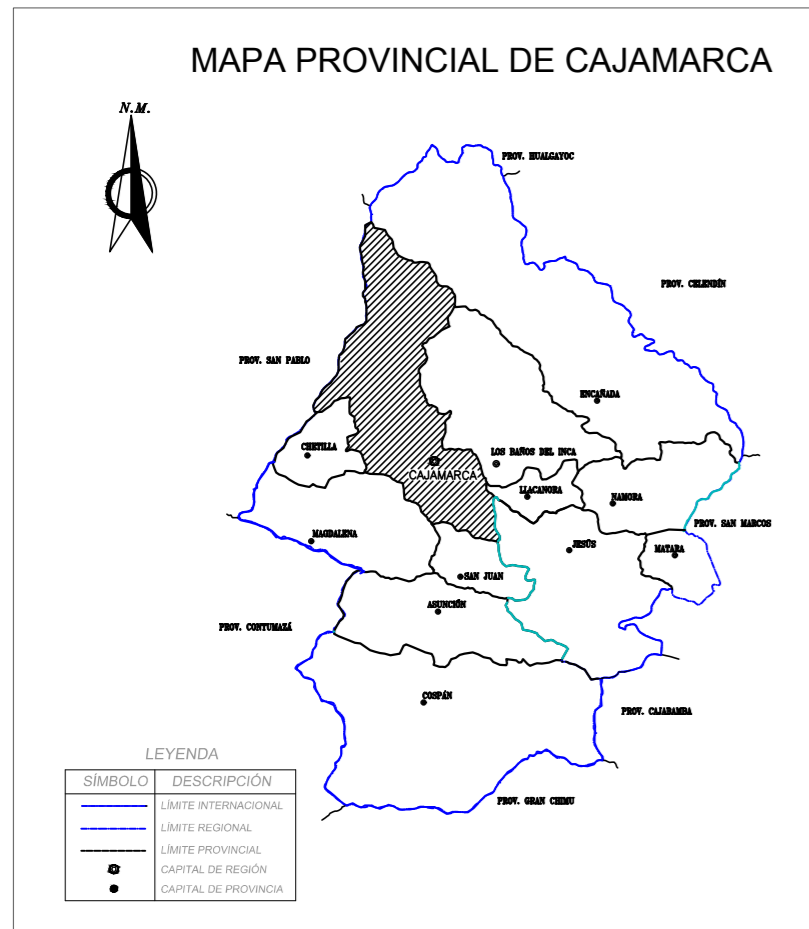 MAPA PROVINCIAL DE CAJAMARCA
N.M.
PROV. HUALGAYOC
PROV. CELENDÍN
PROV. SAN PABLO
ENCAÑADA
CHETILLA
LOS BAÑOS DEL INCA
CAJAMARCA
LLACANORA
NAMORA
PROV. SAN MARCOS
MAGDALENA
JESÚS
MATARA
SAN JUAN
ASUNCIÓN
PROV. CONTUMAZÁ
COSPÁN
PROV. CAJABAMBA
PROV. GRAN CHIMU
LEYENDA
SÍMBOLO DESCRIPCIÓN
LÍMITE INTERNACIONAL
LÍMITE REGIONAL
LÍMITE PROVINCIAL
CAPITAL DE REGIÓN
CAPITAL DE PROVINCIA